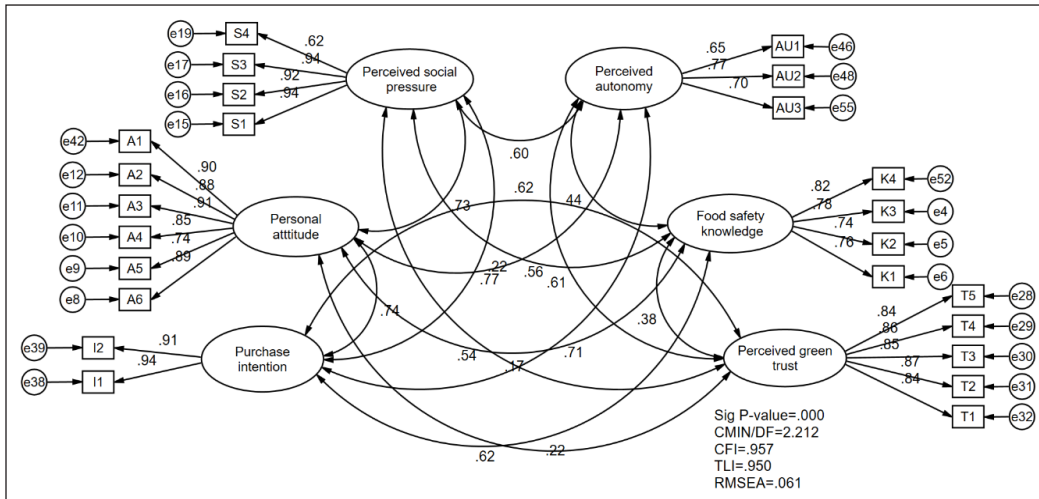 e19 S4 .62
e17 S3 .94
e16 S2 .92
e15 S1 .94
Perceived social
pressure
Perceived
autonomy
.65 AU1 e46
.77 AU2 e48
.70 AU3 e55
e42 A1 .90
e12 A2 .88
e11 A3 .91
e10 A4 .85
e9 A5 .74
e8 A6 .89
Personal
atttitude
Food safety
knowledge
.82 K4 e52
.78 K3 e4
.74 K2 e5
.76 K1 e6
.60
.62
.44
.73
.22
.77
.56
.61
.74
.38
.54
.17
.71
.62
.22
e39 I2 .91
e38 I1 .94
Purchase
intention
Perceived green
trust
.84 T5 e28
.86 T4 e29
.85 T3 e30
.87 T2 e31
.84 T1 e32
Sig P-value=.000
CMIN/DF=2.212
CFI=.957
TLI=.950
RMSEA=.061